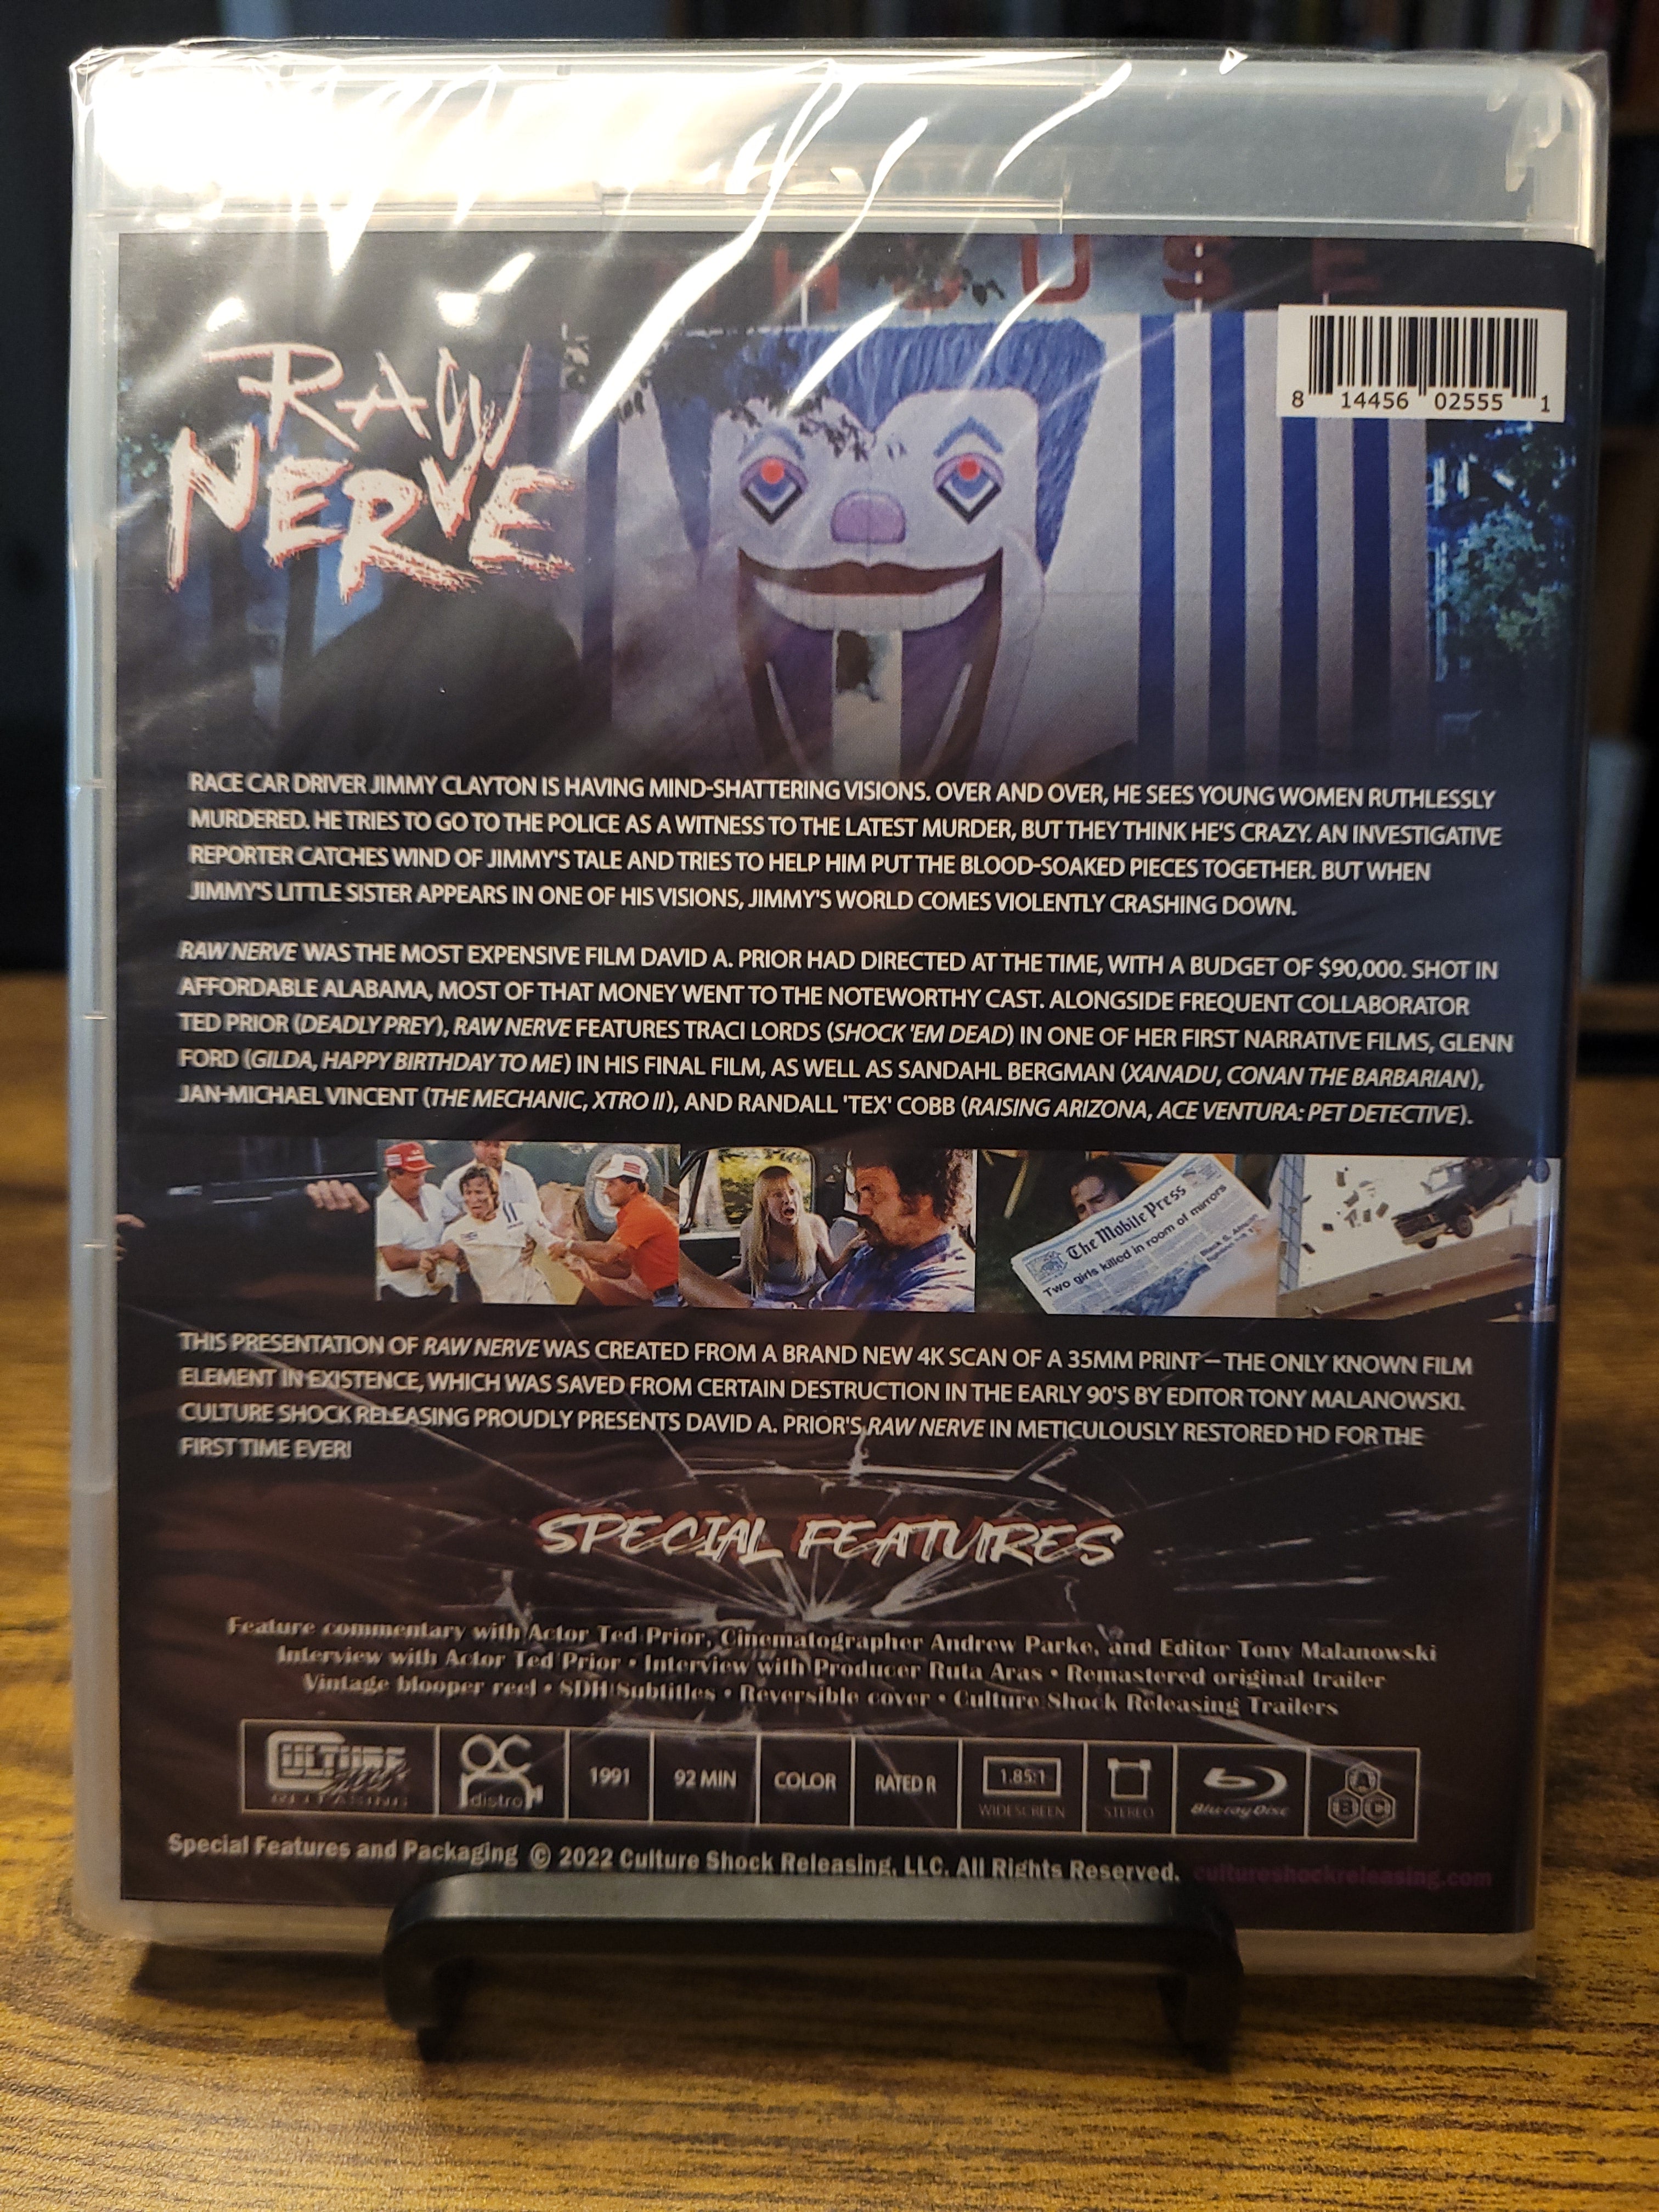 HOUSE
RAW
NERVE
8 14456 02555 1
RACE CAR DRIVER JIMMY CLAYTON IS HAVING MIND-SHATTERING VISIONS. OVER AND OVER, HE SEES YOUNG WOMEN RUTHLESSLY
MURDERED. HE TRIES TO GO TO THE POLICE AS A WITNESS TO THE LATEST MURDER, BUT THEY THINK HE'S CRAZY. AN INVESTIGATIVE
REPORTER CATCHES WIND OF JIMMY'S TALE AND TRIES TO HELP HIM PUT THE BLOOD-SOAKED PIECES TOGETHER. BUT WHEN
JIMMY'S LITTLE SISTER APPEARS IN ONE OF HIS VISIONS, JIMMY'S WORLD COMES VIOLENTLY CRASHING DOWN.
RAW NERVE WAS THE MOST EXPENSIVE FILM DAVID A. PRIOR HAD DIRECTED AT THE TIME, WITH A BUDGET OF $90,000. SHOT IN
AFFORDABLE ALABAMA, MOST OF THAT MONEY WENT TO THE NOTEWORTHY CAST. ALONGSIDE FREQUENT COLLABORATOR
TED PRIOR (DEADLY PREY), RAW NERVE FEATURES TRACI LORDS (SHOCK 'EM DEAD) IN ONE OF HER FIRST NARRATIVE FILMS, GLENN
FORD (GILDA, HAPPY BIRTHDAY TO ME) IN HIS FINAL FILM, AS WELL AS SANDAHL BERGMAN (XANADU, CONAN THE BARBARIAN),
JAN-MICHAEL VINCENT (THE MECHANIC, XTRO II), AND RANDALL 'TEX' COBB (RAISING ARIZONA, ACE VENTURA: PET DETECTIVE).
The Mobile Press
Two girls killed in room of mirrors
THIS PRESENTATION OF RAW NERVE WAS CREATED FROM A BRAND NEW 4K SCAN OF A 35MM PRINT – THE ONLY KNOWN FILM
ELEMENT IN EXISTENCE, WHICH WAS SAVED FROM CERTAIN DESTRUCTION IN THE EARLY 90'S BY EDITOR TONY MALANOWSKI.
CULTURE SHOCK RELEASING PROUDLY PRESENTS DAVID A. PRIOR'S RAW NERVE IN METICULOUSLY RESTORED HD FOR THE
FIRST TIME EVER!
SPECIAL FEATURES
Feature commentary with Actor Ted Prior, Cinematographer Andrew Parke, and Editor Tony Malanowski
Interview with Actor Ted Prior • Interview with Producer Ruta Aras • Remastered original trailer
Vintage blooper reel • SDH Subtitles • Reversible cover • Culture Shock Releasing Trailers
CULTURE Shock RELEASING OCN distro 1991 92 MIN COLOR RATED R 1.85:1 WIDESCREEN STEREO Blu-ray Disc A B C
Special Features and Packaging © 2022 Culture Shock Releasing, LLC. All Rights Reserved. cultureshockreleasing.com